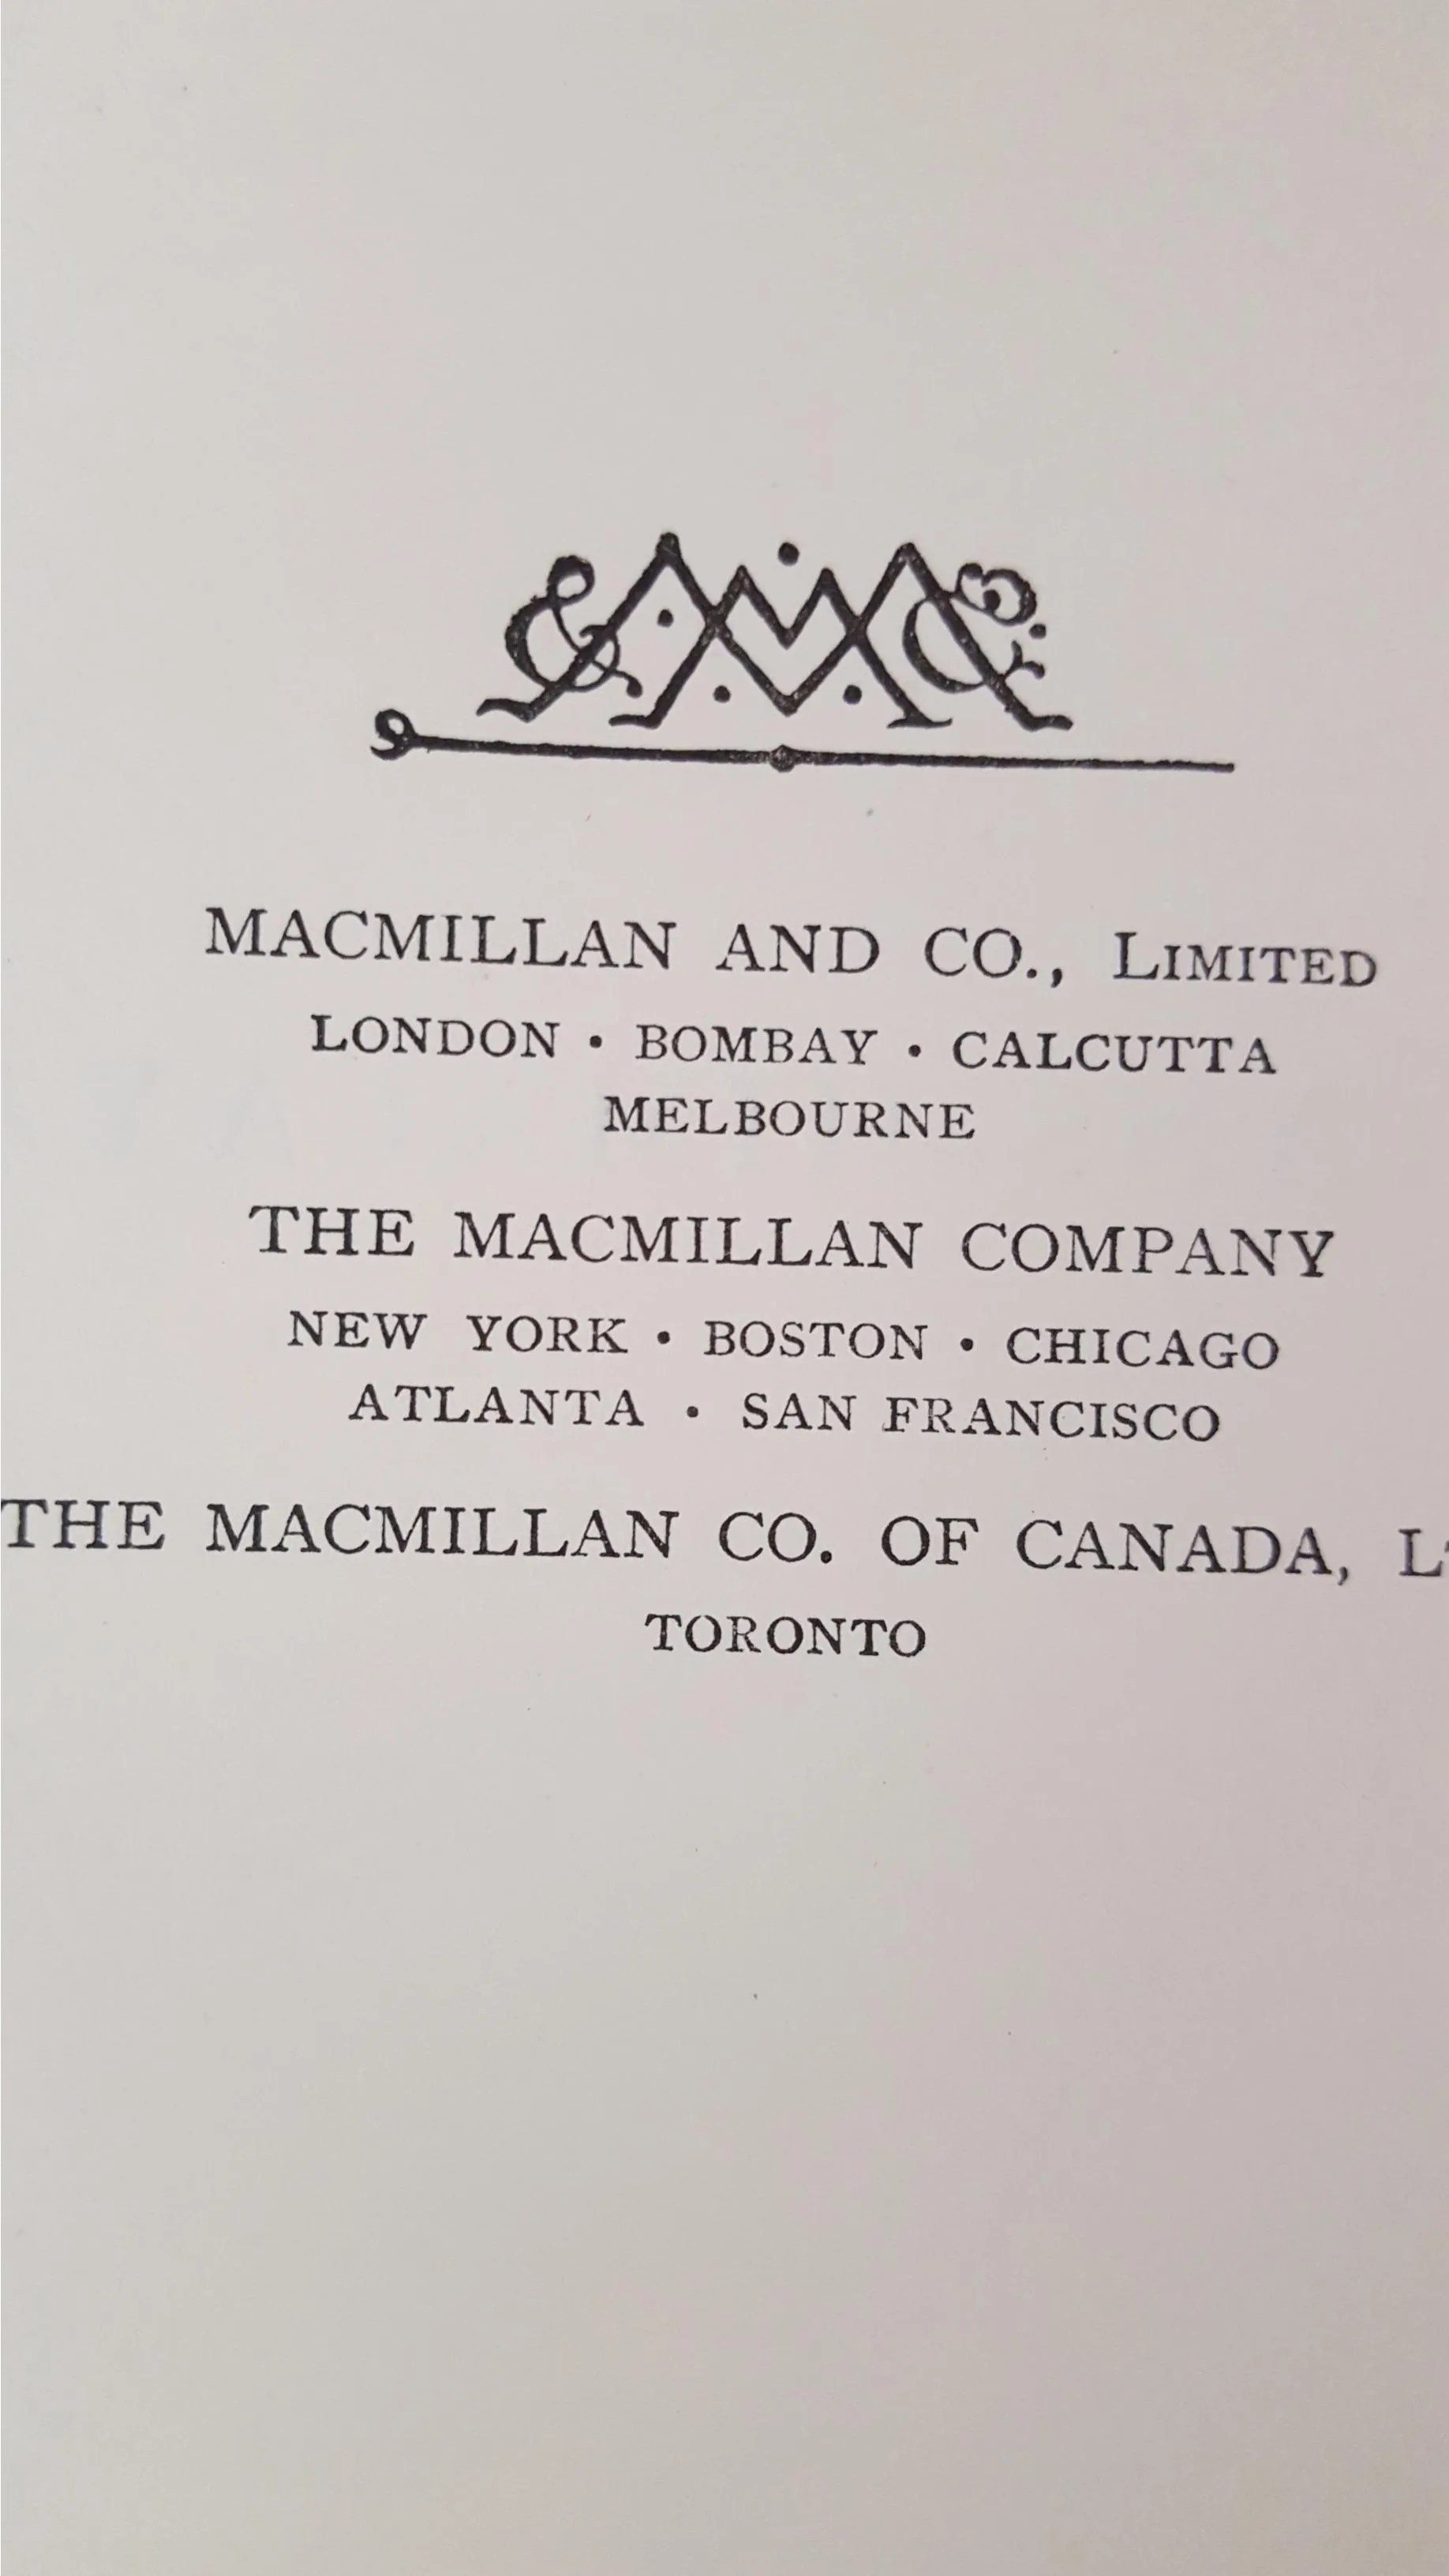 MACMILLAN AND CO., LIMITED
LONDON • BOMBAY • CALCUTTA
MELBOURNE
THE MACMILLAN COMPANY
NEW YORK • BOSTON • CHICAGO
ATLANTA • SAN FRANCISCO
THE MACMILLAN CO. OF CANADA,
TORONTO